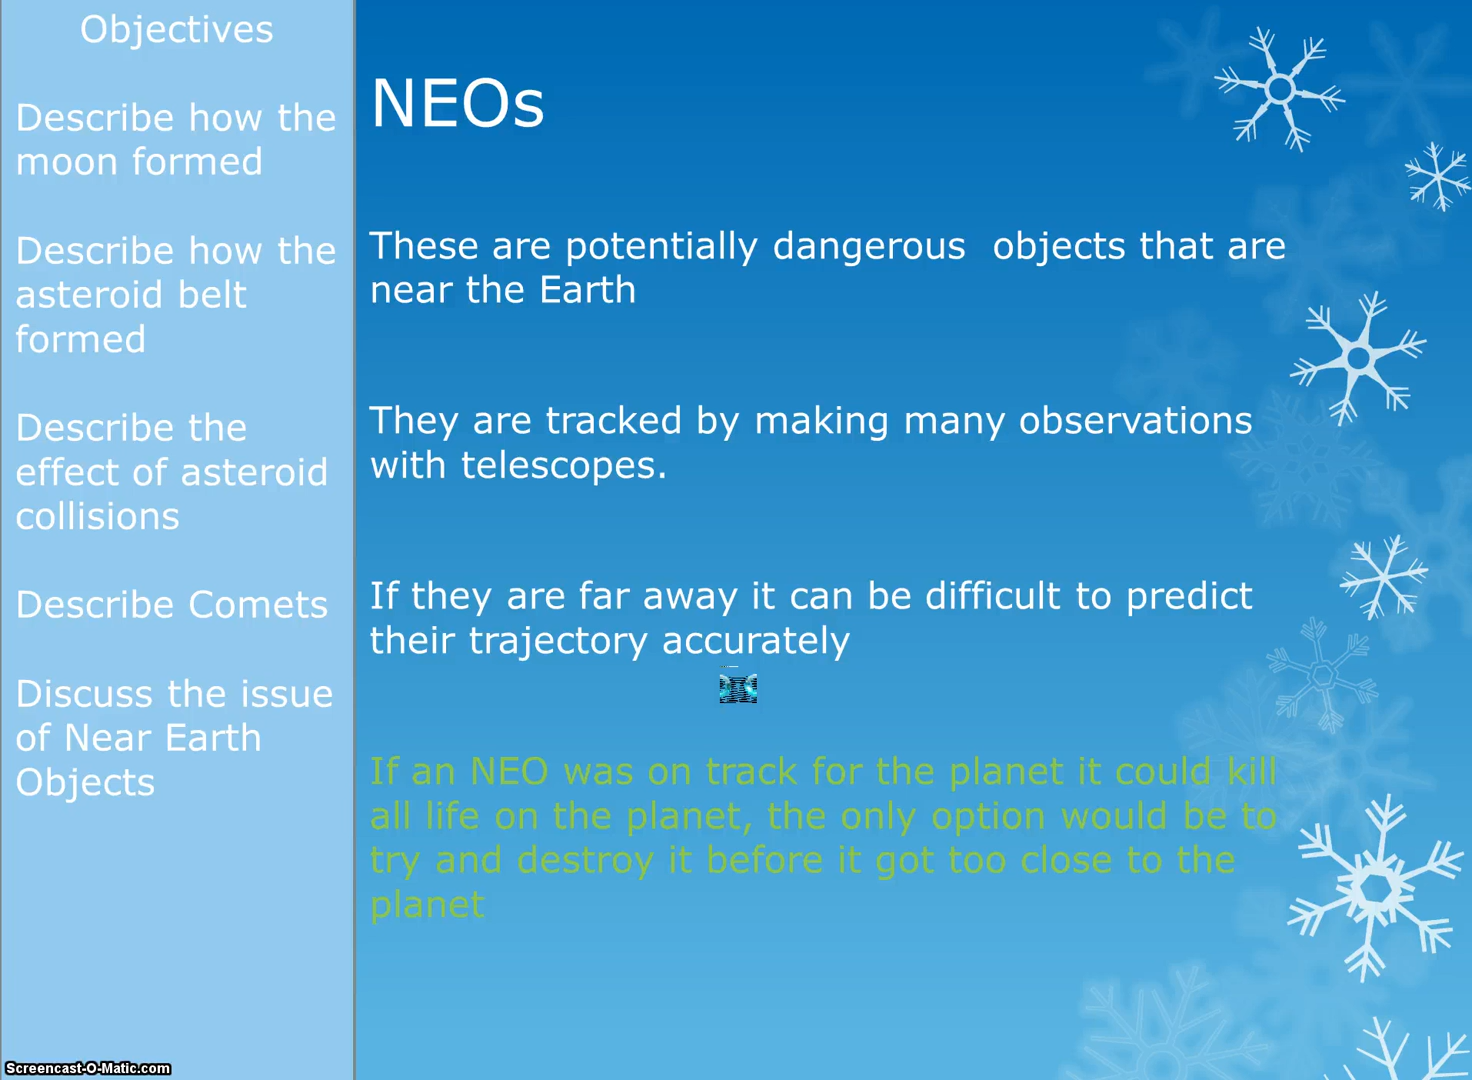 Objectives
Describe how the
moon formed
Describe how the
asteroid belt
formed
Describe the
effect of asteroid
collisions
Describe Comets
Discuss the issue
of Near Earth
Objects
NEOs
These are potentially dangerous  objects that are
near the Earth
They are tracked by making many observations
with telescopes.
If they are far away it can be difficult to predict
their trajectory accurately
If an NEO was on track for the planet it could kill
all life on the planet, the only option would be to
try and destroy it before it got too close to the
planet
Screencast-O-Matic.com